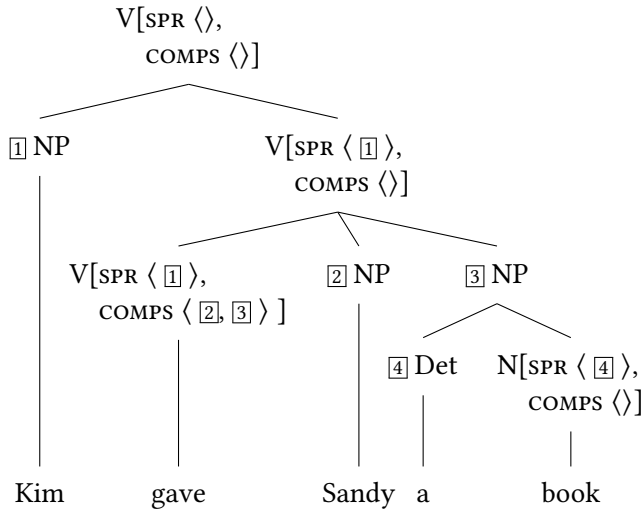 V[SPR ⟨⟩,
COMPS ⟨⟩]
1 NP
V[SPR ⟨ 1 ⟩,
COMPS ⟨⟩]
V[SPR ⟨ 1 ⟩,
COMPS ⟨ 2, 3 ⟩ ]
2 NP
3 NP
4 Det
N[SPR ⟨ 4 ⟩,
COMPS ⟨⟩]
Kim gave Sandy a book